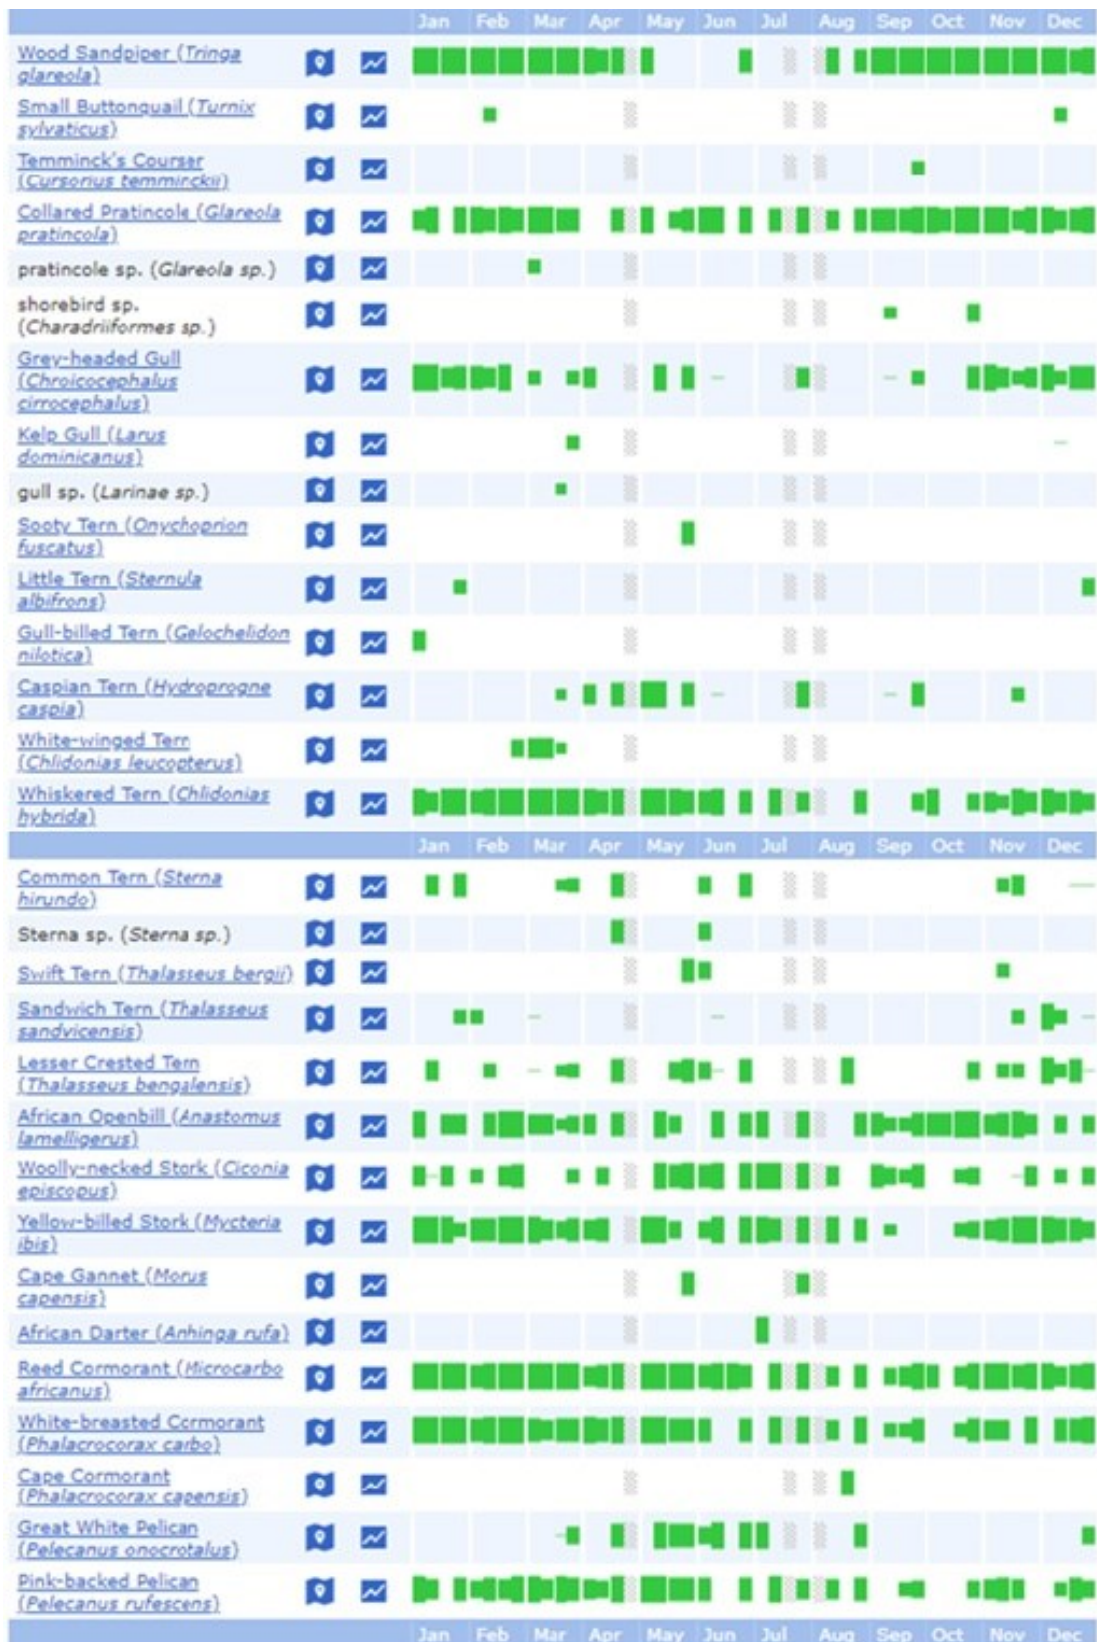 Jan Feb Mar Apr May Jun Jul Aug Sep Oct Nov Dec
Wood Sandpiper (Tringa
glareola)
Small Buttonquail (Turnix
sylvaticus)
Temminck's Courser
(Cursorius temminckii)
Collared Pratincole (Glareola
pratincola)
pratincole sp. (Glareola sp.)
shorebird sp.
(Charadriiformes sp.)
Grey-headed Gull
(Chroicocephalus
cirrocephalus)
Kelp Gull (Larus
dominicanus)
gull sp. (Larinae sp.)
Sooty Tern (Onychoprion
fuscatus)
Little Tern (Sternula
albifrons)
Gull-billed Tern (Gelochelidon
nilotica)
Caspian Tern (Hydroprogne
caspia)
White-winged Tern
(Chlidonias leucopterus)
Whiskered Tern (Chlidonias
hybrida)
Jan Feb Mar Apr May Jun Jul Aug Sep Oct Nov Dec
Common Tern (Sterna
hirundo)
Sterna sp. (Sterna sp.)
Swift Tern (Thalasseus bergii)
Sandwich Tern (Thalasseus
sandvicensis)
Lesser Crested Tern
(Thalasseus bengalensis)
African Openbill (Anastomus
lamelligerus)
Woolly-necked Stork (Ciconia
episcopus)
Yellow-billed Stork (Mycteria
ibis)
Cape Gannet (Morus
capensis)
African Darter (Anhinga rufa)
Reed Cormorant (Microcarbo
africanus)
White-breasted Cormorant
(Phalacrocorax carbo)
Cape Cormorant
(Phalacrocorax capensis)
Great White Pelican
(Pelecanus onocrotalus)
Pink-backed Pelican
(Pelecanus rufescens)
Jan Feb Mar Apr May Jun Jul Aug Sep Oct Nov Dec